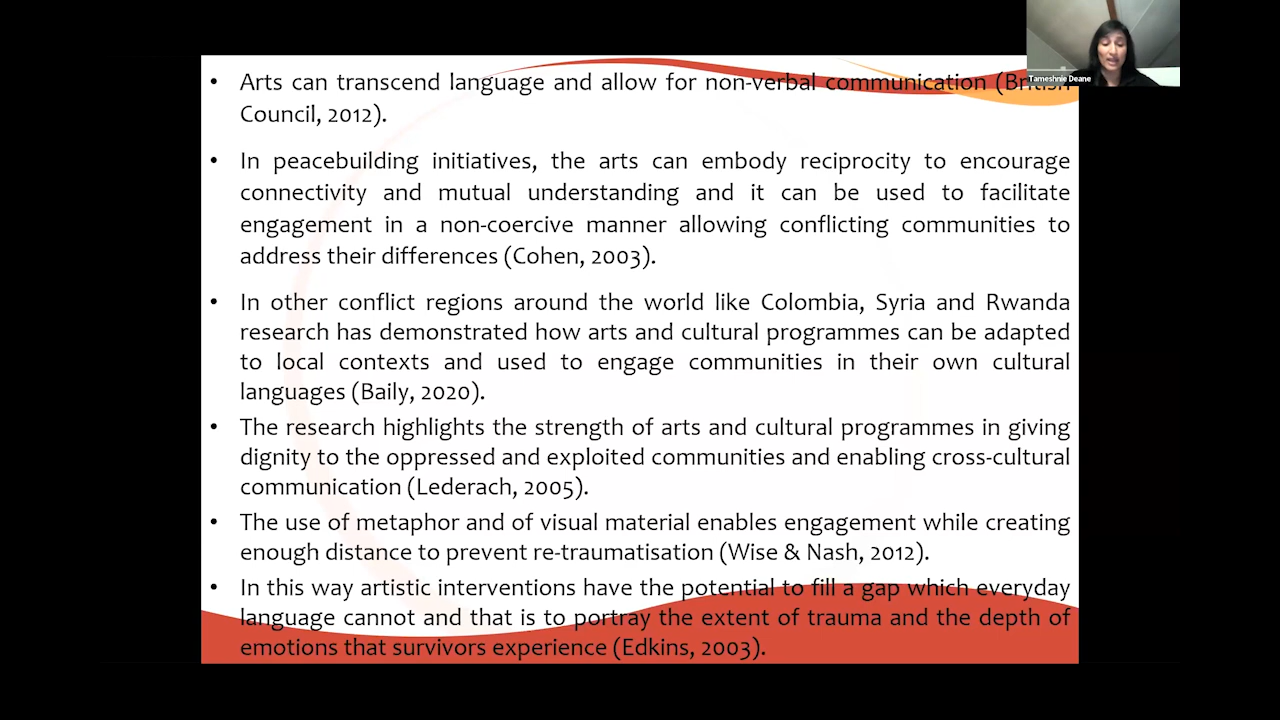 Tameshnie Deane
• Arts can transcend language and allow for non-verbal communication (British
Council, 2012).
• In peacebuilding initiatives, the arts can embody reciprocity to encourage
connectivity and mutual understanding and it can be used to facilitate
engagement in a non-coercive manner allowing conflicting communities to
address their differences (Cohen, 2003).
• In other conflict regions around the world like Colombia, Syria and Rwanda
research has demonstrated how arts and cultural programmes can be adapted
to local contexts and used to engage communities in their own cultural
languages (Baily, 2020).
• The research highlights the strength of arts and cultural programmes in giving
dignity to the oppressed and exploited communities and enabling cross-cultural
communication (Lederach, 2005).
• The use of metaphor and of visual material enables engagement while creating
enough distance to prevent re-traumatisation (Wise & Nash, 2012).
• In this way artistic interventions have the potential to fill a gap which everyday
language cannot and that is to portray the extent of trauma and the depth of
emotions that survivors experience (Edkins, 2003).